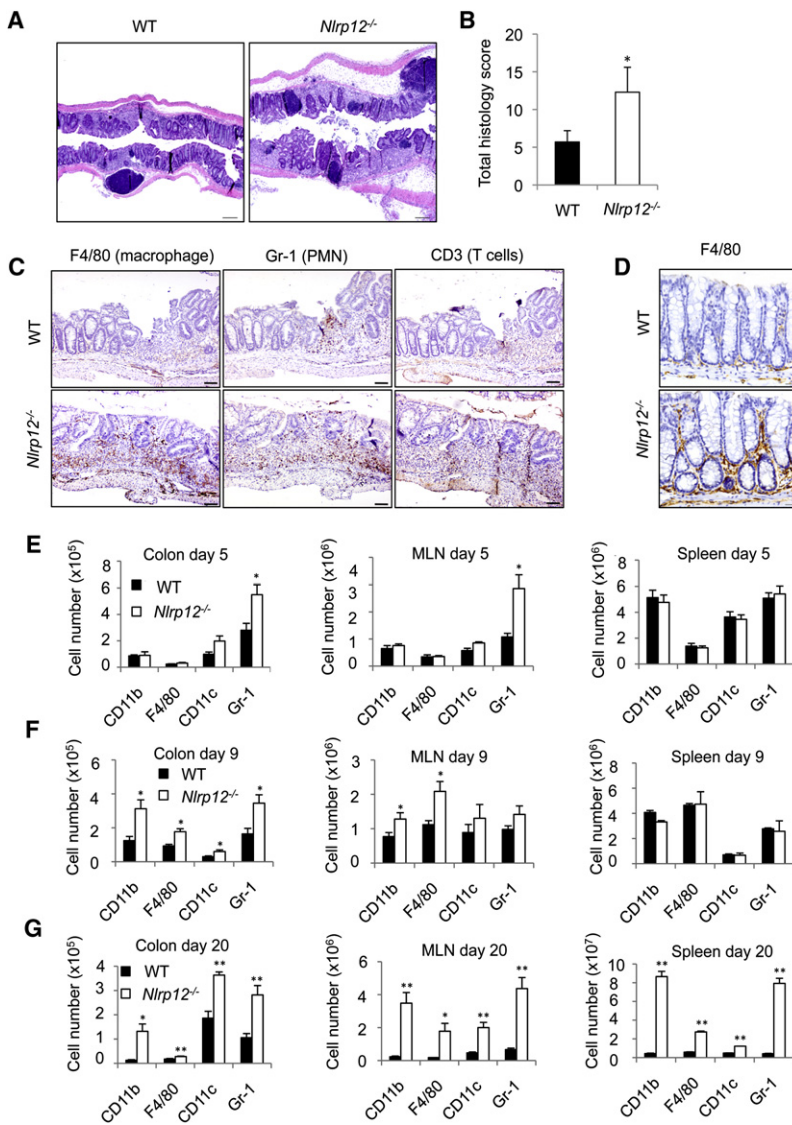 A
WT
Nlrp12-/-
B
Total histology score
20
15
10
5
0
*
WT
Nlrp12-/-
C
F4/80 (macrophage)
Gr-1 (PMN)
CD3 (T cells)
WT
Nlrp12-/-
D
F4/80
WT
Nlrp12-/-
E
Colon day 5
Cell number (x10⁵)
8
6
4
2
0
WT
Nlrp12-/-
*
CD11b
F4/80
CD11c
Gr-1
MLN day 5
Cell number (x10⁶)
5
4
3
2
1
0
*
CD11b
F4/80
CD11c
Gr-1
Spleen day 5
Cell number (x10⁶)
8
6
4
2
0
CD11b
F4/80
CD11c
Gr-1
F
Colon day 9
Cell number (x10⁵)
6
4
2
0
WT
Nlrp12-/-
*
*
*
*
CD11b
F4/80
CD11c
Gr-1
MLN day 9
Cell number (x10⁶)
3
2
1
0
*
*
CD11b
F4/80
CD11c
Gr-1
Spleen day 9
Cell number (x10⁶)
8
6
4
2
0
CD11b
F4/80
CD11c
Gr-1
G
Colon day 20
Cell number (x10⁵)
4
3
2
1
0
WT
Nlrp12-/-
*
**
**
**
CD11b
F4/80
CD11c
Gr-1
MLN day 20
Cell number (x10⁶)
6
4
2
0
**
*
**
**
CD11b
F4/80
CD11c
Gr-1
Spleen day 20
Cell number (x10⁷)
10
8
6
4
2
0
**
**
**
**
CD11b
F4/80
CD11c
Gr-1